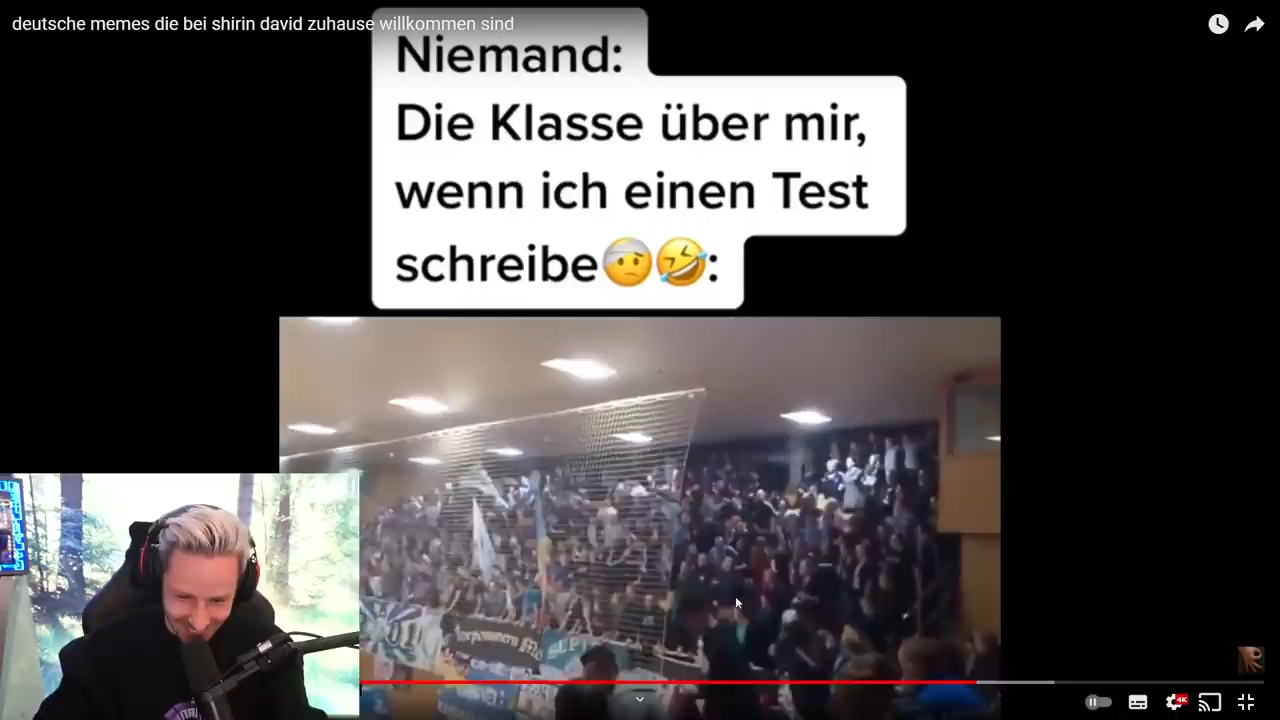 deutsche memes die bei shirin david zuhause willkommen sind
Niemand:
Die Klasse über mir,
wenn ich einen Test
schreibe🤕🤣:
4K